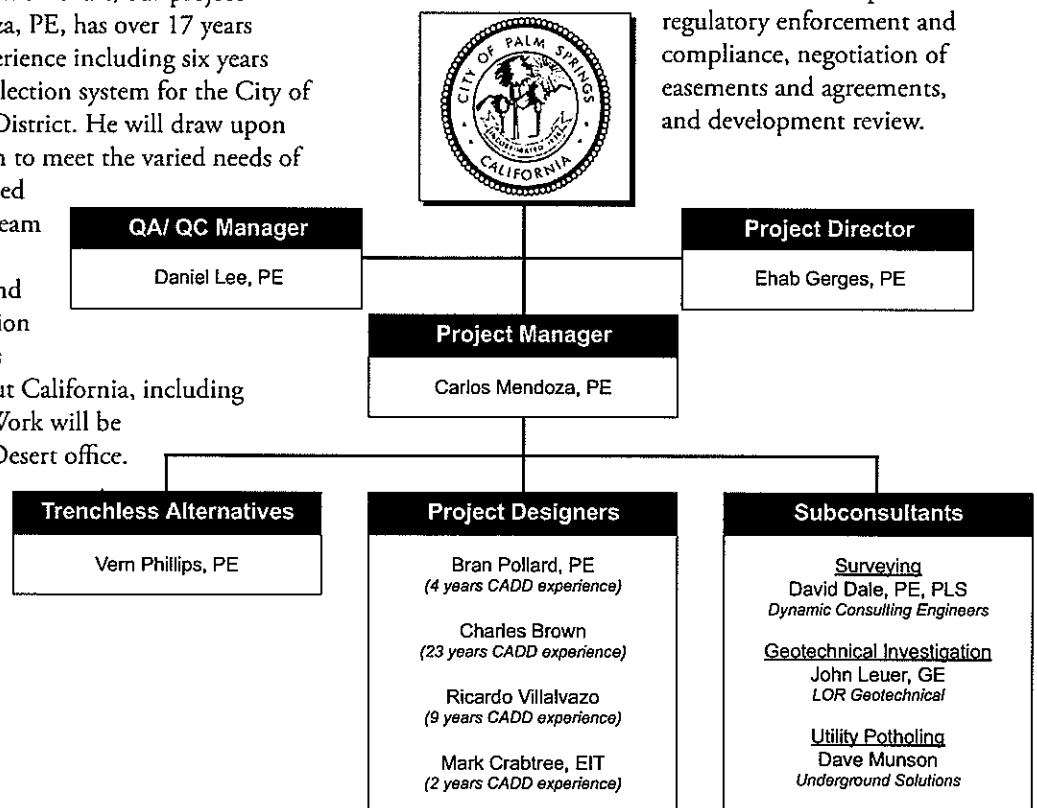 za, PE, has over 17 years
erience including six years
llection system for the City of
District. He will draw upon
n to meet the varied needs of
ed
eam
nd
ion
s
ut California, including
Work will be
Desert office.
regulatory enforcement and
compliance, negotiation of
easements and agreements,
and development review.
CITY OF PALM SPRINGS
CALIFORNIA
QA/ QC Manager
Daniel Lee, PE
Project Director
Ehab Gerges, PE
Project Manager
Carlos Mendoza, PE
Trenchless Alternatives
Vern Phillips, PE
Project Designers
Bran Pollard, PE
(4 years CADD experience)
Charles Brown
(23 years CADD experience)
Ricardo Villalvazo
(9 years CADD experience)
Mark Crabtree, EIT
(2 years CADD experience)
Subconsultants
Surveying
David Dale, PE, PLS
Dynamic Consulting Engineers
Geotechnical Investigation
John Leuer, GE
LOR Geotechnical
Utility Potholing
Dave Munson
Underground Solutions